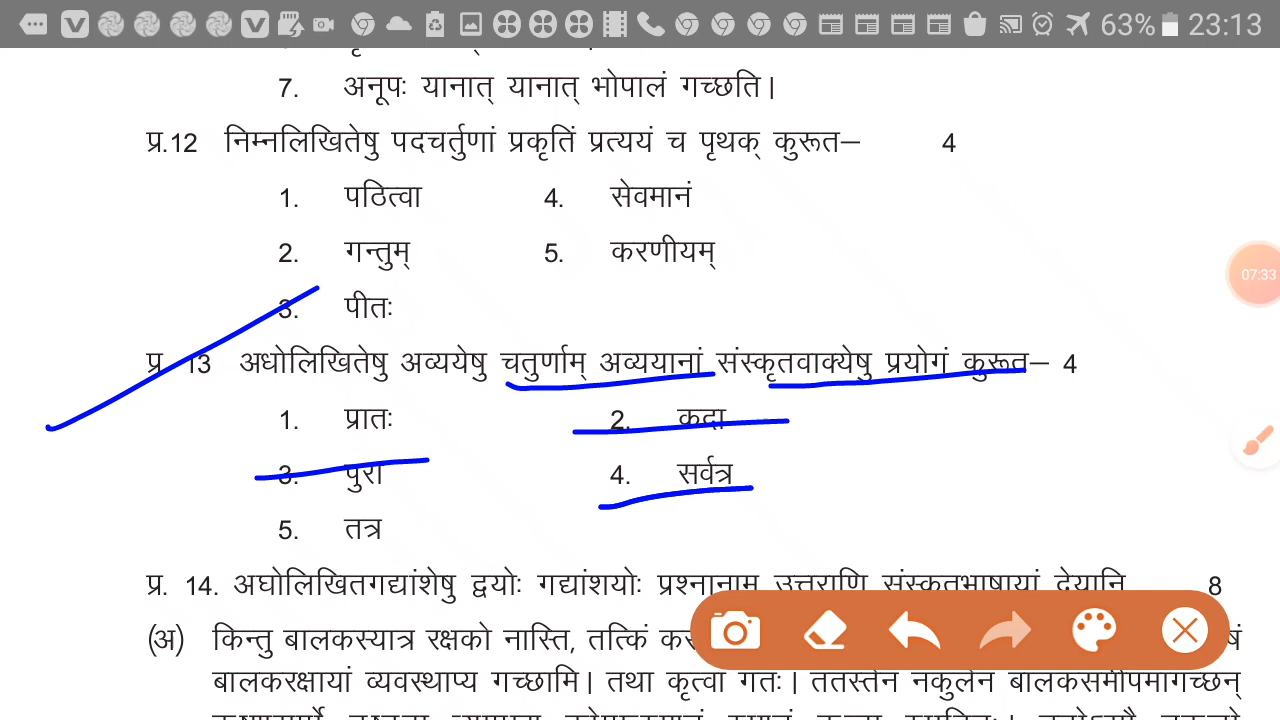 63% 23:13
7. अनूपः यानात् यानात् भोपालं गच्छति।
प्र.12 निम्नलिखितेषु पदचर्तुणां प्रकृतिं प्रत्ययं च पृथक् कुरूत– 4
1. पठित्वा 4. सेवमानं
2. गन्तुम् 5. करणीयम्
3. पीतः
07:33
प्र. 13 अधोलिखितेषु अव्ययेषु चतुर्णाम् अव्ययानां संस्कृतवाक्येषु प्रयोगं कुरूत– 4
1. प्रातः 2. कदा
3. पुरा 4. सर्वत्र
5. तत्र
प्र. 14. अघोलिखितगद्यांशेषु द्वयोः गद्यांशयोः प्रश्नानाम् उत्तराणि संस्कृतभाषायां देयानि 8
(अ) किन्तु बालकस्यात्र रक्षको नास्ति, तत्किं
बालकरक्षायां व्यवस्थाप्य गच्छामि। तथा कृत्वा गतः। ततस्तेन नकुलेन बालकसमीपमागच्छन्